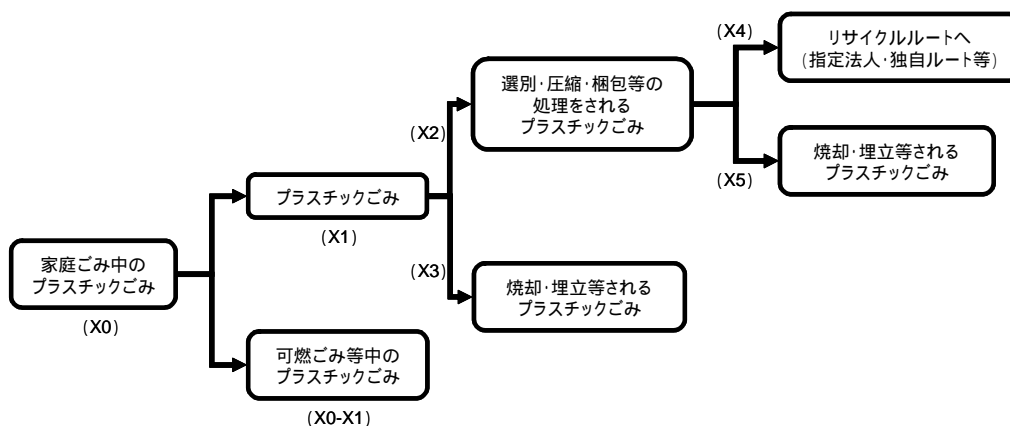 (X4)
リサイクルルートへ
(指定法人・独自ルート等)
選別・圧縮・梱包等の
処理をされる
プラスチックごみ
(X2)
焼却・埋立等される
プラスチックごみ
(X5)
プラスチックごみ
(X1)
家庭ごみ中の
プラスチックごみ
(X0)
(X3)
焼却・埋立等される
プラスチックごみ
可燃ごみ等中の
プラスチックごみ
(X0-X1)